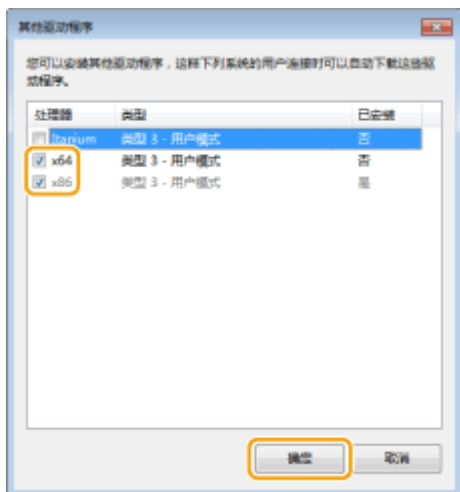 其他驱动程序
您可以安装其他驱动程序，这样下列系统的用户连接时可以自动下载这些驱
动程序。
处理器 类型 已安装
Itanium 类型 3 - 用户模式 否
x64 类型 3 - 用户模式 否
x86 类型 3 - 用户模式 是
确定 取消